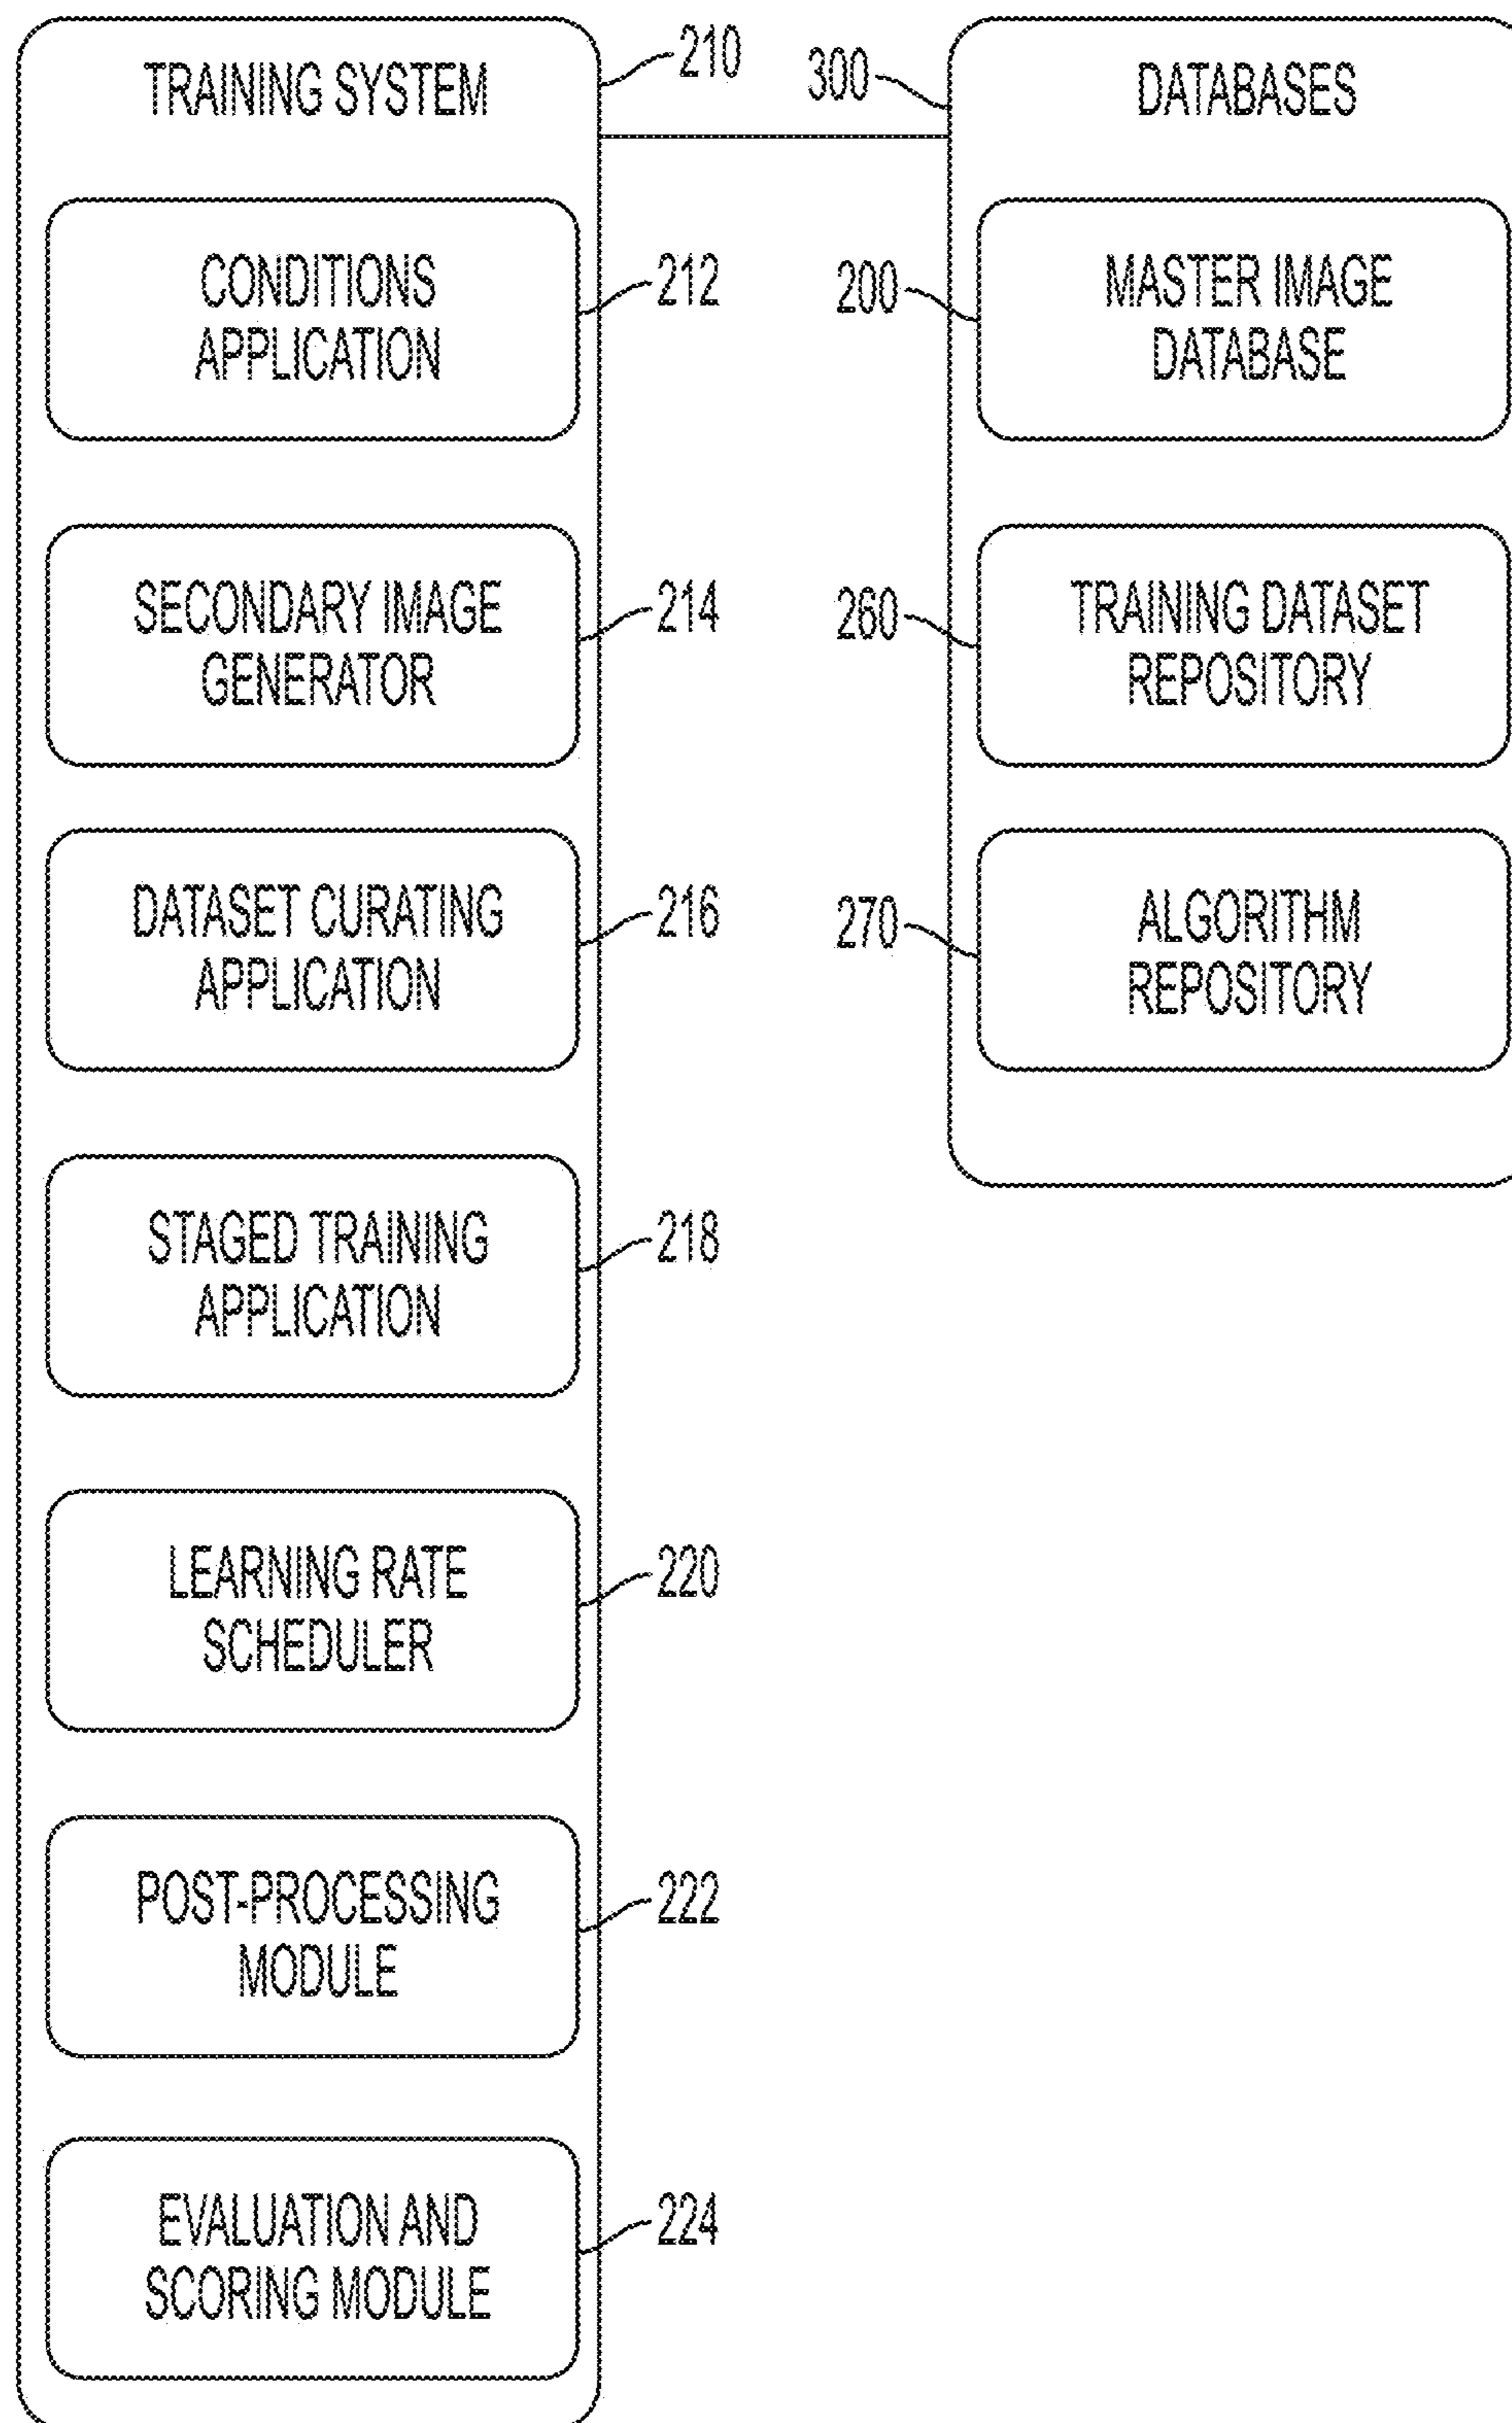 TRAINING SYSTEM
210
CONDITIONS
APPLICATION
212
SECONDARY IMAGE
GENERATOR
214
DATASET CURATING
APPLICATION
216
STAGED TRAINING
APPLICATION
218
LEARNING RATE
SCHEDULER
220
POST-PROCESSING
MODULE
222
EVALUATION AND
SCORING MODULE
224
300
DATABASES
200
MASTER IMAGE
DATABASE
260
TRAINING DATASET
REPOSITORY
270
ALGORITHM
REPOSITORY